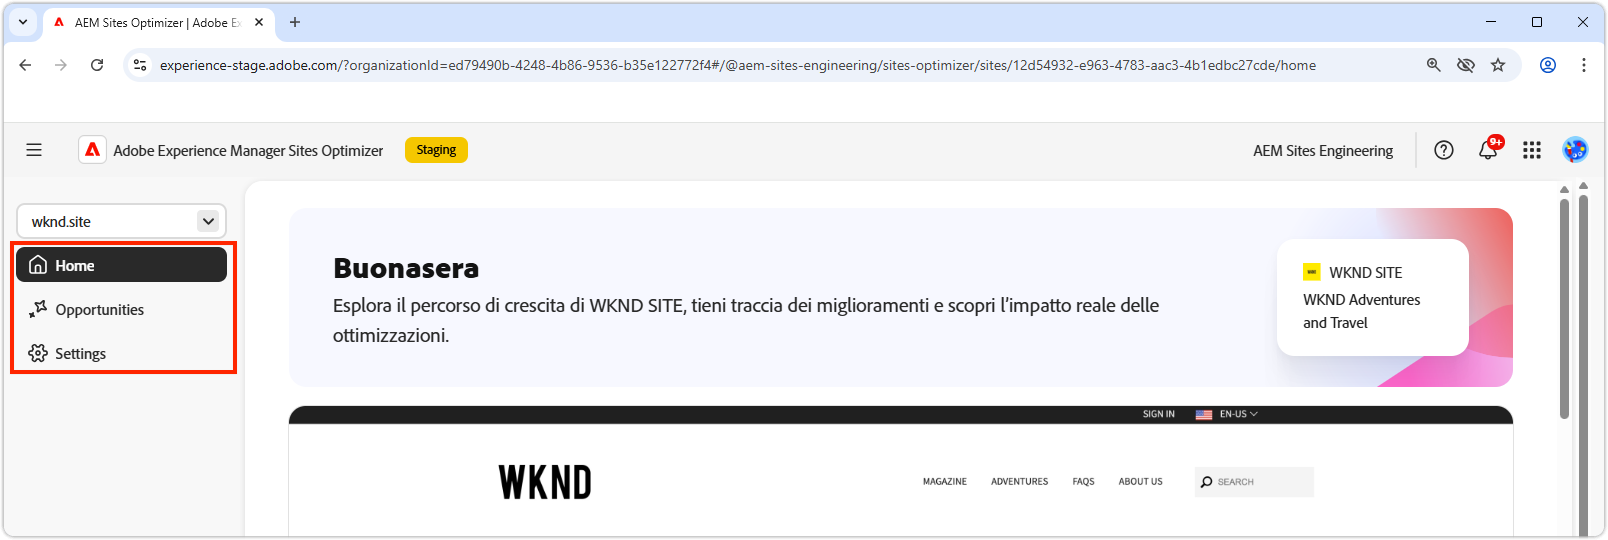 AEM Sites Optimizer | Adobe Ex
experience-stage.adobe.com/?organizationId=ed79490b-4248-4b86-9536-b35e122772f4#/@aem-sites-engineering/sites-optimizer/sites/12d54932-e963-4783-aac3-4b1edbc27cde/home
Adobe Experience Manager Sites Optimizer
Staging
AEM Sites Engineering
9+
wknd.site
Home
Opportunities
Settings
Buonasera
Esplora il percorso di crescita di WKND SITE, tieni traccia dei miglioramenti e scopri l'impatto reale delle
ottimizzazioni.
WKND SITE
WKND Adventures
and Travel
SIGN IN
EN-US
WKND
MAGAZINE
ADVENTURES
FAQS
ABOUT US
SEARCH